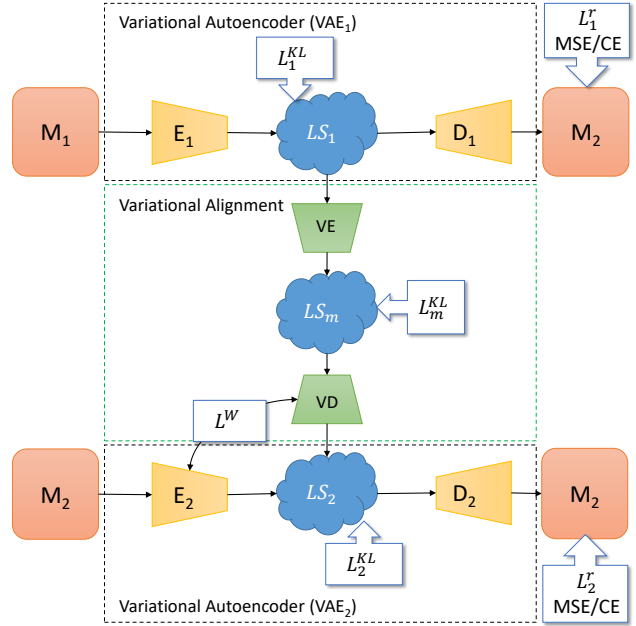 Variational Autoencoder (VAE₁)
L₁ʳ
MSE/CE
L₁ᴷᴸ
M₁
E₁
LS₁
D₁
M₂
Variational Alignment
VE
LSₘ
Lₘᴷᴸ
VD
Lᵂ
M₂
E₂
LS₂
D₂
M₂
L₂ᴷᴸ
L₂ʳ
MSE/CE
Variational Autoencoder (VAE₂)